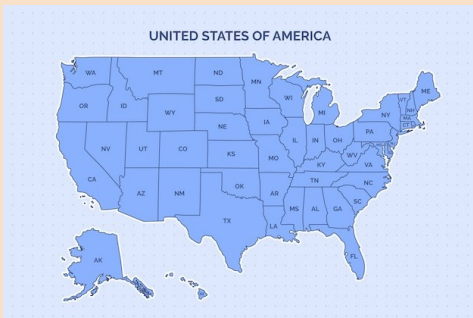 UNITED STATES OF AMERICA
WA
MT
ND
MN
ME
VT
NH
OR
ID
SD
WI
MI
NY
MA
CT
WY
IA
PA
NE
NV
UT
CO
IL
IN
OH
WV
VA
KS
MO
KY
CA
NC
TN
OK
AZ
NM
AR
SC
MS
AL
GA
TX
LA
FL
AK